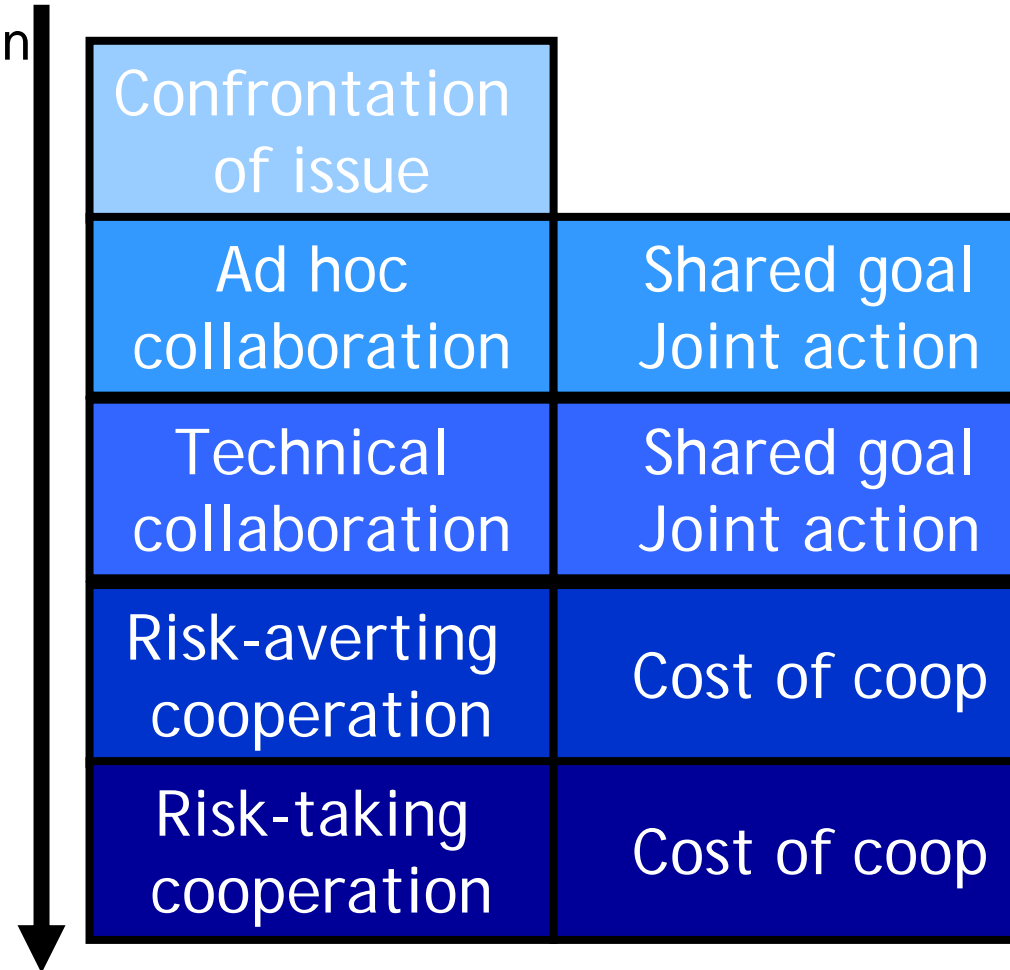 n
Confrontation
of issue
Ad hoc
collaboration
Shared goal
Joint action
Technical
collaboration
Shared goal
Joint action
Risk-averting
cooperation
Cost of coop
Risk-taking
cooperation
Cost of coop